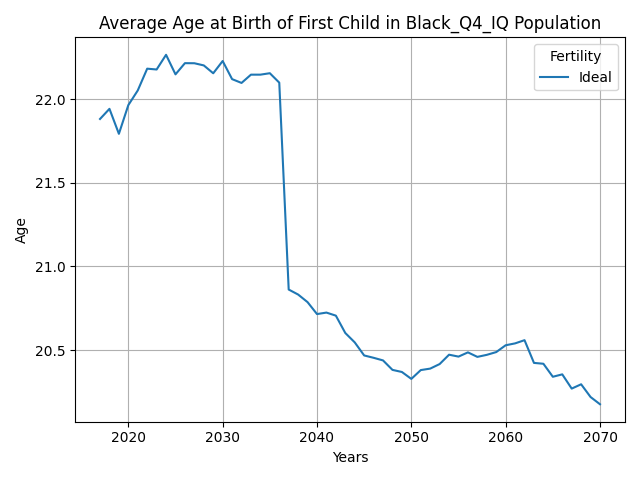 Average Age at Birth of First Child in Black_Q4_IQ Population
Fertility
Ideal
Age
22.0
21.5
21.0
20.5
2020 2030 2040 2050 2060 2070
Years